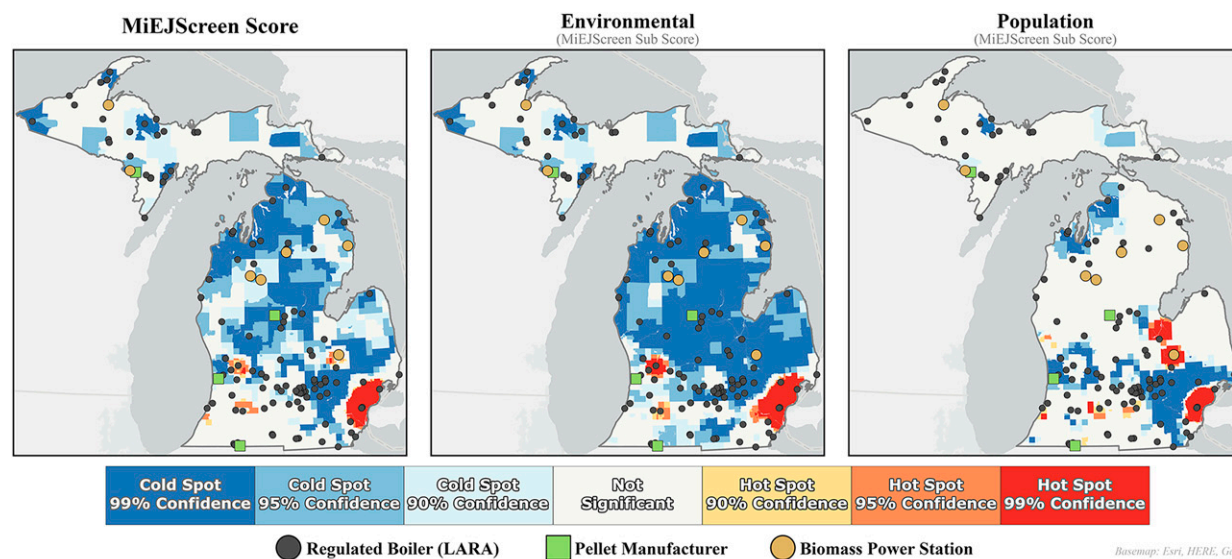 MiEJScreen Score
Environmental
(MiEJScreen Sub Score)
Population
(MiEJScreen Sub Score)
Cold Spot
99% Confidence
Cold Spot
95% Confidence
Cold Spot
90% Confidence
Not
Significant
Hot Spot
90% Confidence
Hot Spot
95% Confidence
Hot Spot
99% Confidence
Regulated Boiler (LARA)
Pellet Manufacturer
Biomass Power Station
Basemap: Esri, HERE, G